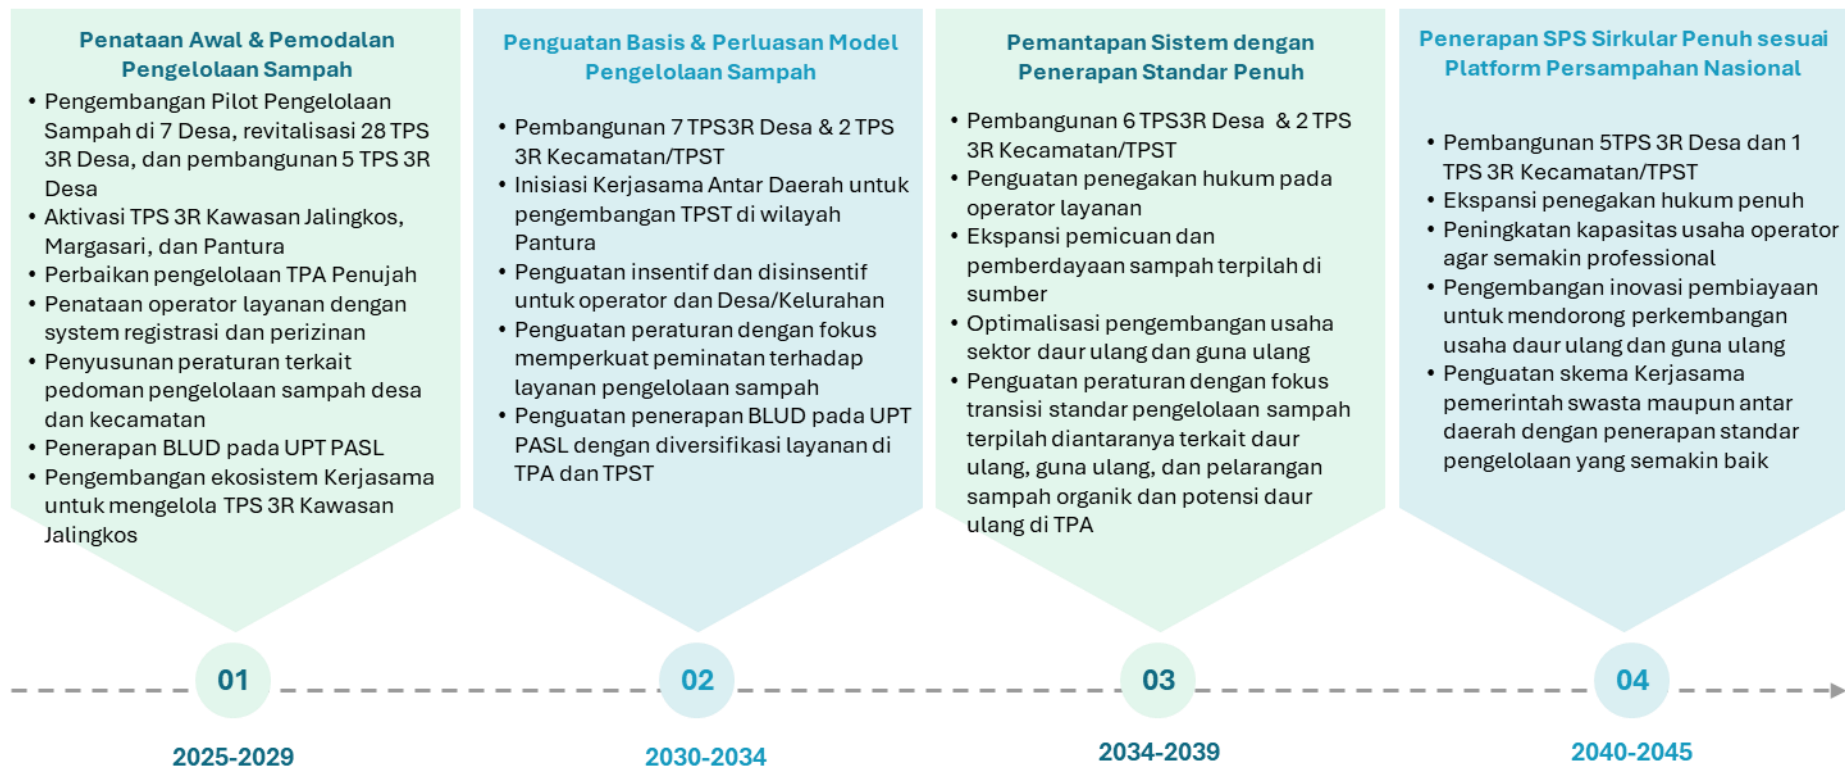 Penataan Awal & Pemodalan
Pengelolaan Sampah
• Pengembangan Pilot Pengelolaan
Sampah di 7 Desa, revitalisasi 28 TPS
3R Desa, dan pembangunan 5 TPS 3R
Desa
• Aktivasi TPS 3R Kawasan Jalingkos,
Margasari, dan Pantura
• Perbaikan pengelolaan TPA Penujah
• Penataan operator layanan dengan
system registrasi dan perizinan
• Penyusunan peraturan terkait
pedoman pengelolaan sampah desa
dan kecamatan
• Penerapan BLUD pada UPT PASL
• Pengembangan ekosistem Kerjasama
untuk mengelola TPS 3R Kawasan
Jalingkos
01
2025-2029
Penguatan Basis & Perluasan Model
Pengelolaan Sampah
• Pembangunan 7 TPS3R Desa & 2 TPS
3R Kecamatan/TPST
• Inisiasi Kerjasama Antar Daerah untuk
pengembangan TPST di wilayah
Pantura
• Penguatan insentif dan disinsentif
untuk operator dan Desa/Kelurahan
• Penguatan peraturan dengan fokus
memperkuat peminatan terhadap
layanan pengelolaan sampah
• Penguatan penerapan BLUD pada UPT
PASL dengan diversifikasi layanan di
TPA dan TPST
02
2030-2034
Pemantapan Sistem dengan
Penerapan Standar Penuh
• Pembangunan 6 TPS3R Desa & 2 TPS
3R Kecamatan/TPST
• Penguatan penegakan hukum pada
operator layanan
• Ekspansi pemicuan dan
pemberdayaan sampah terpilah di
sumber
• Optimalisasi pengembangan usaha
sektor daur ulang dan guna ulang
• Penguatan peraturan dengan fokus
transisi standar pengelolaan sampah
terpilah diantaranya terkait daur
ulang, guna ulang, dan pelarangan
sampah organik dan potensi daur
ulang di TPA
03
2034-2039
Penerapan SPS Sirkular Penuh sesuai
Platform Persampahan Nasional
• Pembangunan 5TPS 3R Desa dan 1
TPS 3R Kecamatan/TPST
• Ekspansi penegakan hukum penuh
• Peningkatan kapasitas usaha operator
agar semakin professional
• Pengembangan inovasi pembiayaan
untuk mendorong perkembangan
usaha daur ulang dan guna ulang
• Penguatan skema Kerjasama
pemerintah swasta maupun antar
daerah dengan penerapan standar
pengelolaan yang semakin baik
04
2040-2045